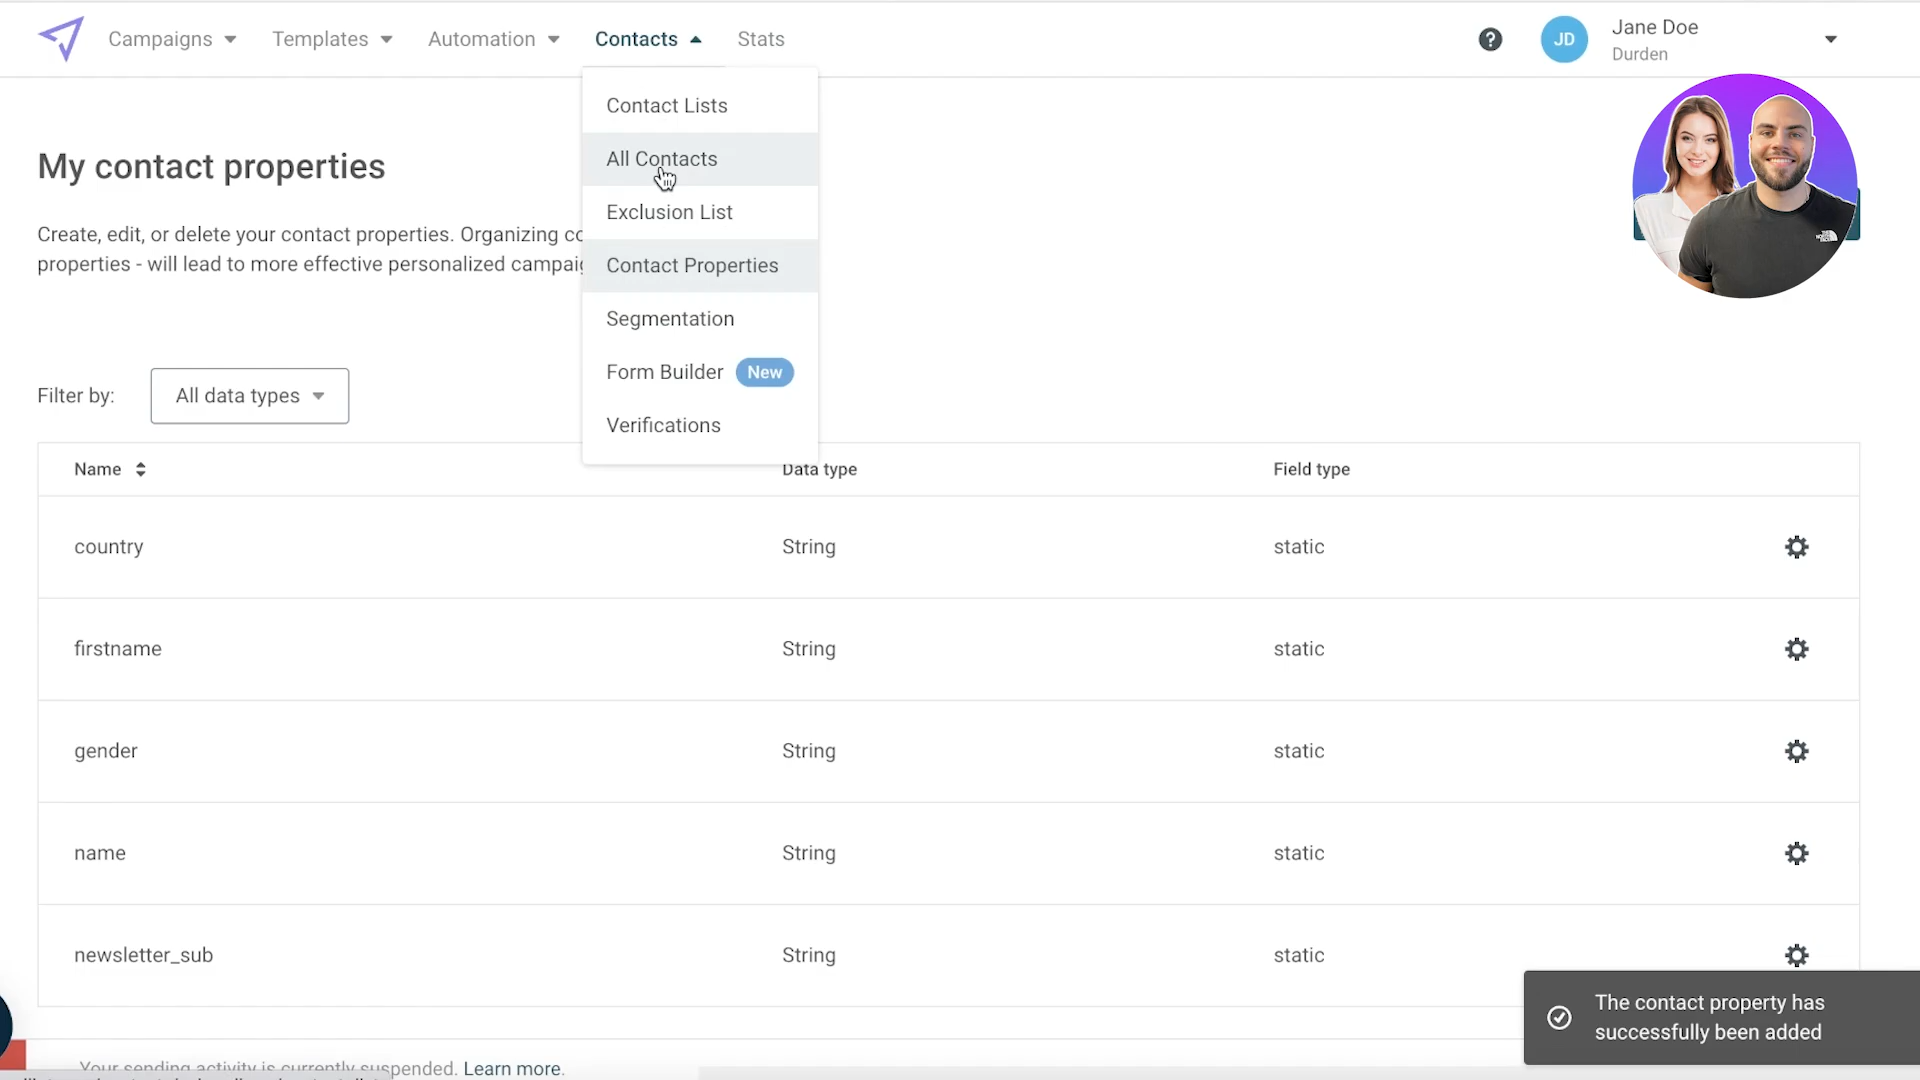 Campaigns Templates Automation Contacts Stats
JD Jane Doe
Durden
Contact Lists
All Contacts
Exclusion List
Contact Properties
Segmentation
Form Builder New
Verifications
My contact properties
Create, edit, or delete your contact properties. Organizing
properties - will lead to more effective personalized
Filter by: All data types
Name Data type Field type
country String static
firstname String static
gender String static
name String static
newsletter_sub String static
The contact property has
successfully been added
Your sending activity is currently suspended. Learn more.